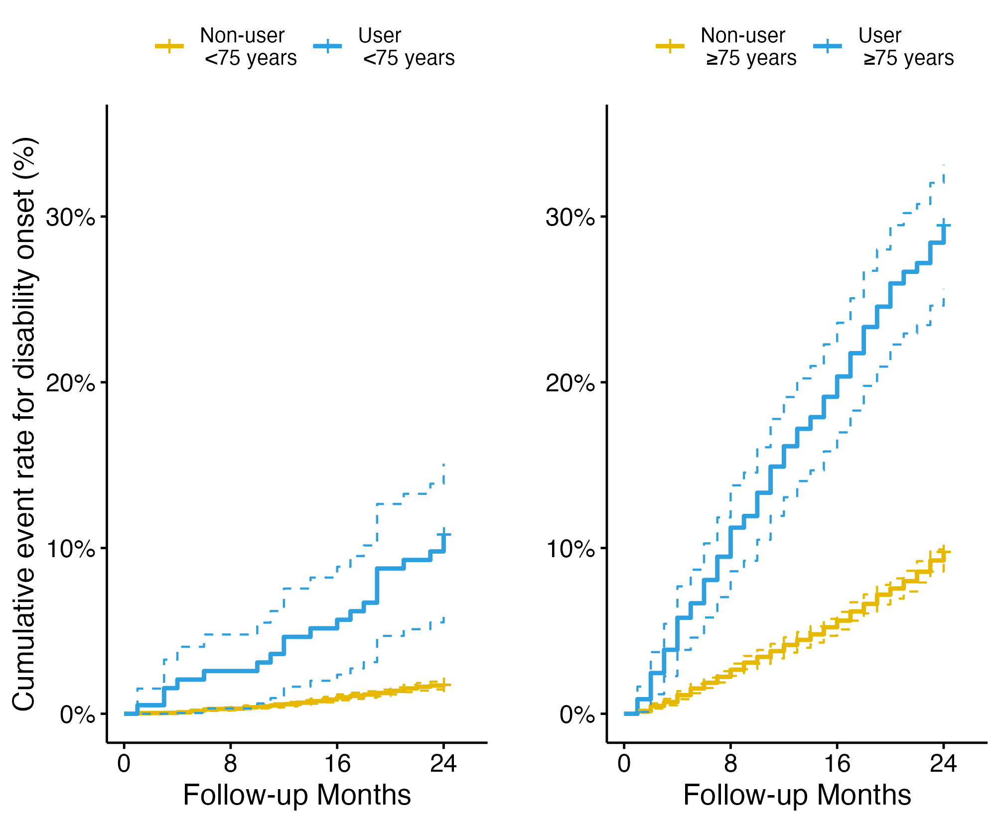 Non-user
<75 years
User
<75 years
Non-user
≥75 years
User
≥75 years
Cumulative event rate for disability onset (%)
30%
20%
10%
0%
0 8 16 24
Follow-up Months
30%
20%
10%
0%
0 8 16 24
Follow-up Months